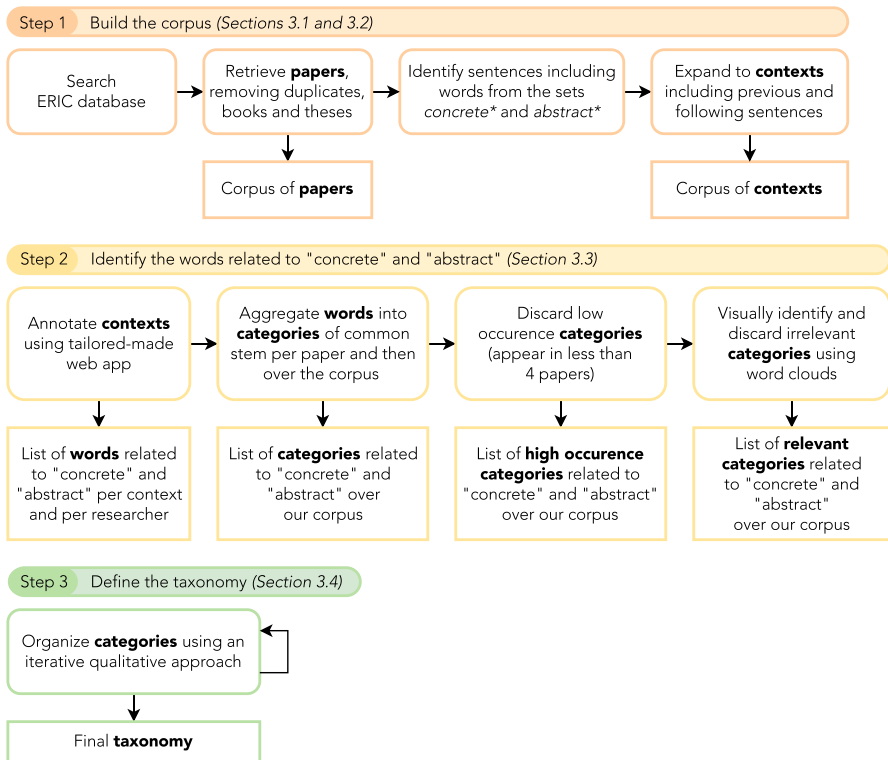 Step 1 Build the corpus (Sections 3.1 and 3.2)
Search
ERIC database
Retrieve papers,
removing duplicates,
books and theses
Identify sentences including
words from the sets
concrete* and abstract*
Expand to contexts
including previous and
following sentences
Corpus of papers
Corpus of contexts
Step 2 Identify the words related to "concrete" and "abstract" (Section 3.3)
Annotate contexts
using tailored-made
web app
Aggregate words into
categories of common
stem per paper and then
over the corpus
Discard low
occurence categories
(appear in less than
4 papers)
Visually identify and
discard irrelevant
categories using
word clouds
List of words related
to "concrete" and
"abstract" per context
and per researcher
List of categories related
to "concrete" and
"abstract" over
our corpus
List of high occurence
categories related to
"concrete" and "abstract"
over our corpus
List of relevant
categories related
to "concrete" and
"abstract"
over our corpus
Step 3 Define the taxonomy (Section 3.4)
Organize categories using an
iterative qualitative approach
Final taxonomy